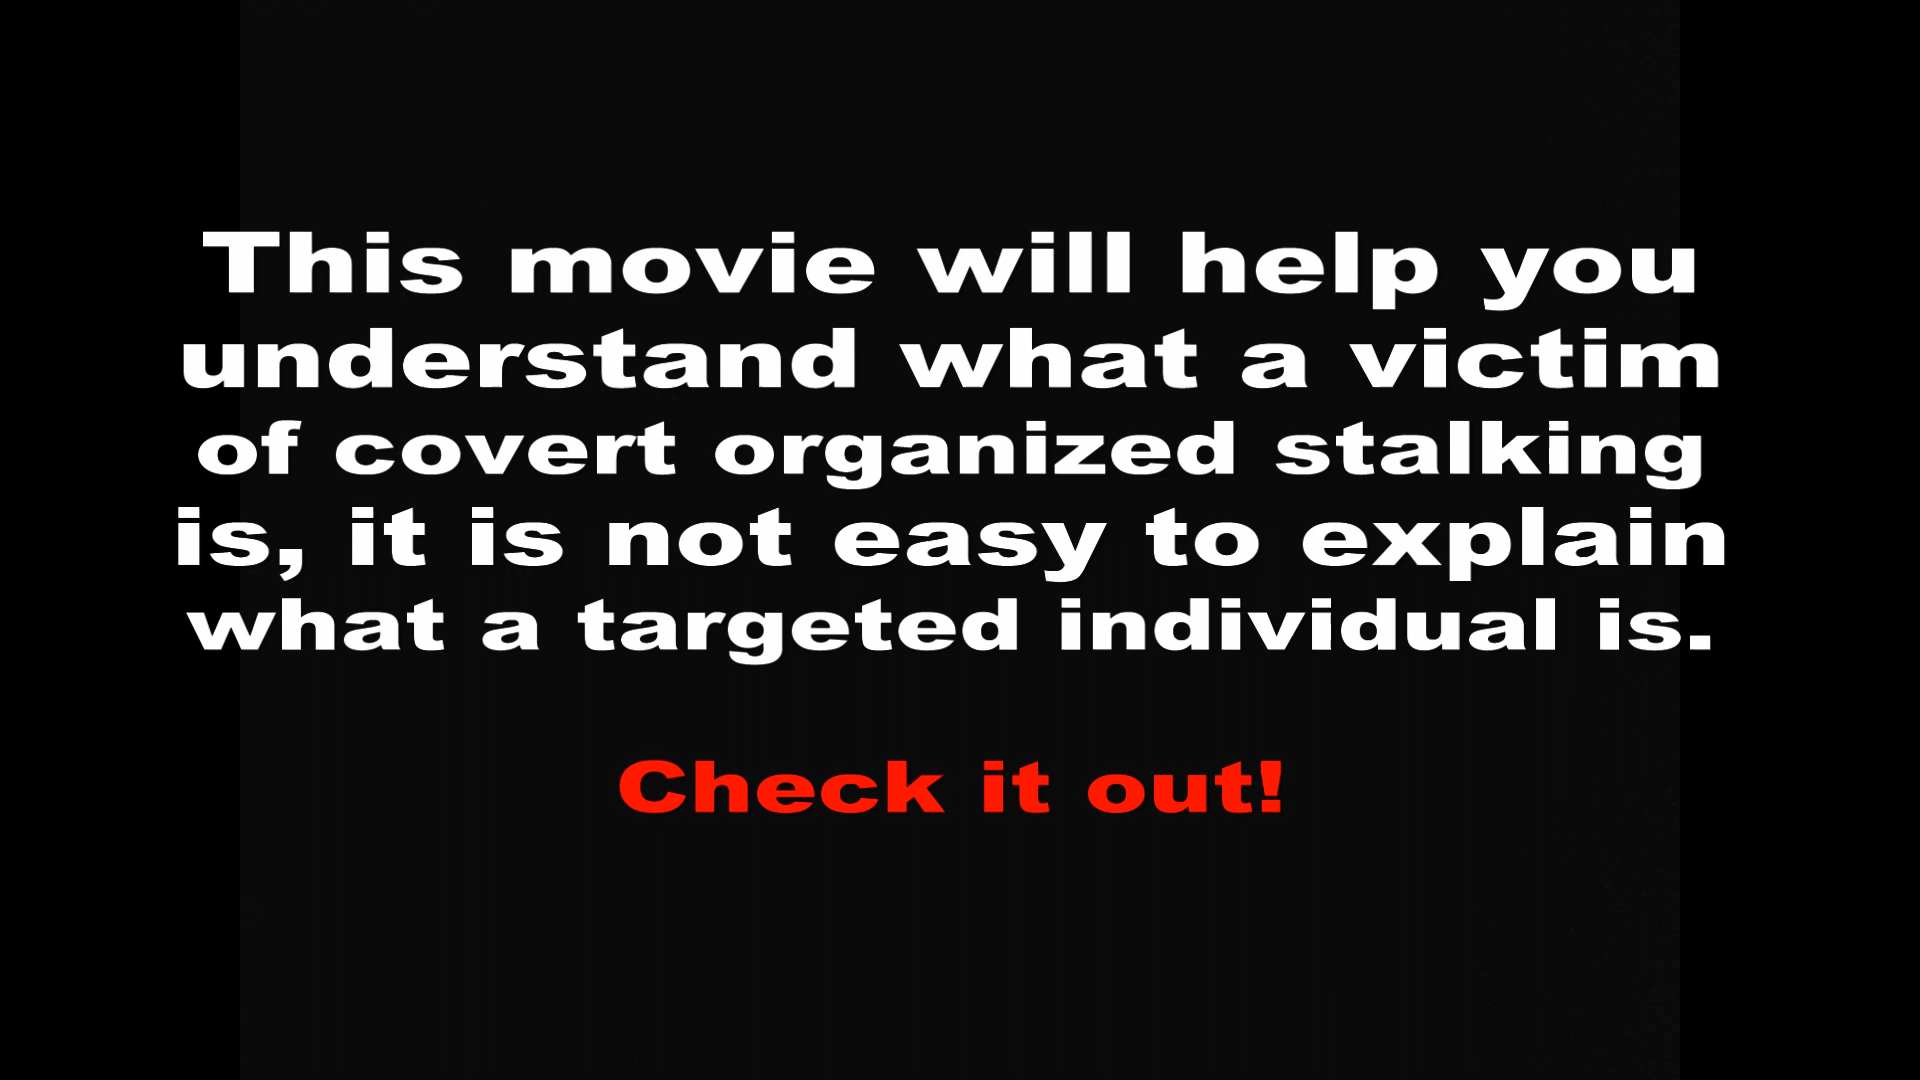 This movie will help you
understand what a victim
of covert organized stalking
is, it is not easy to explain
what a targeted individual is.
Check it out!